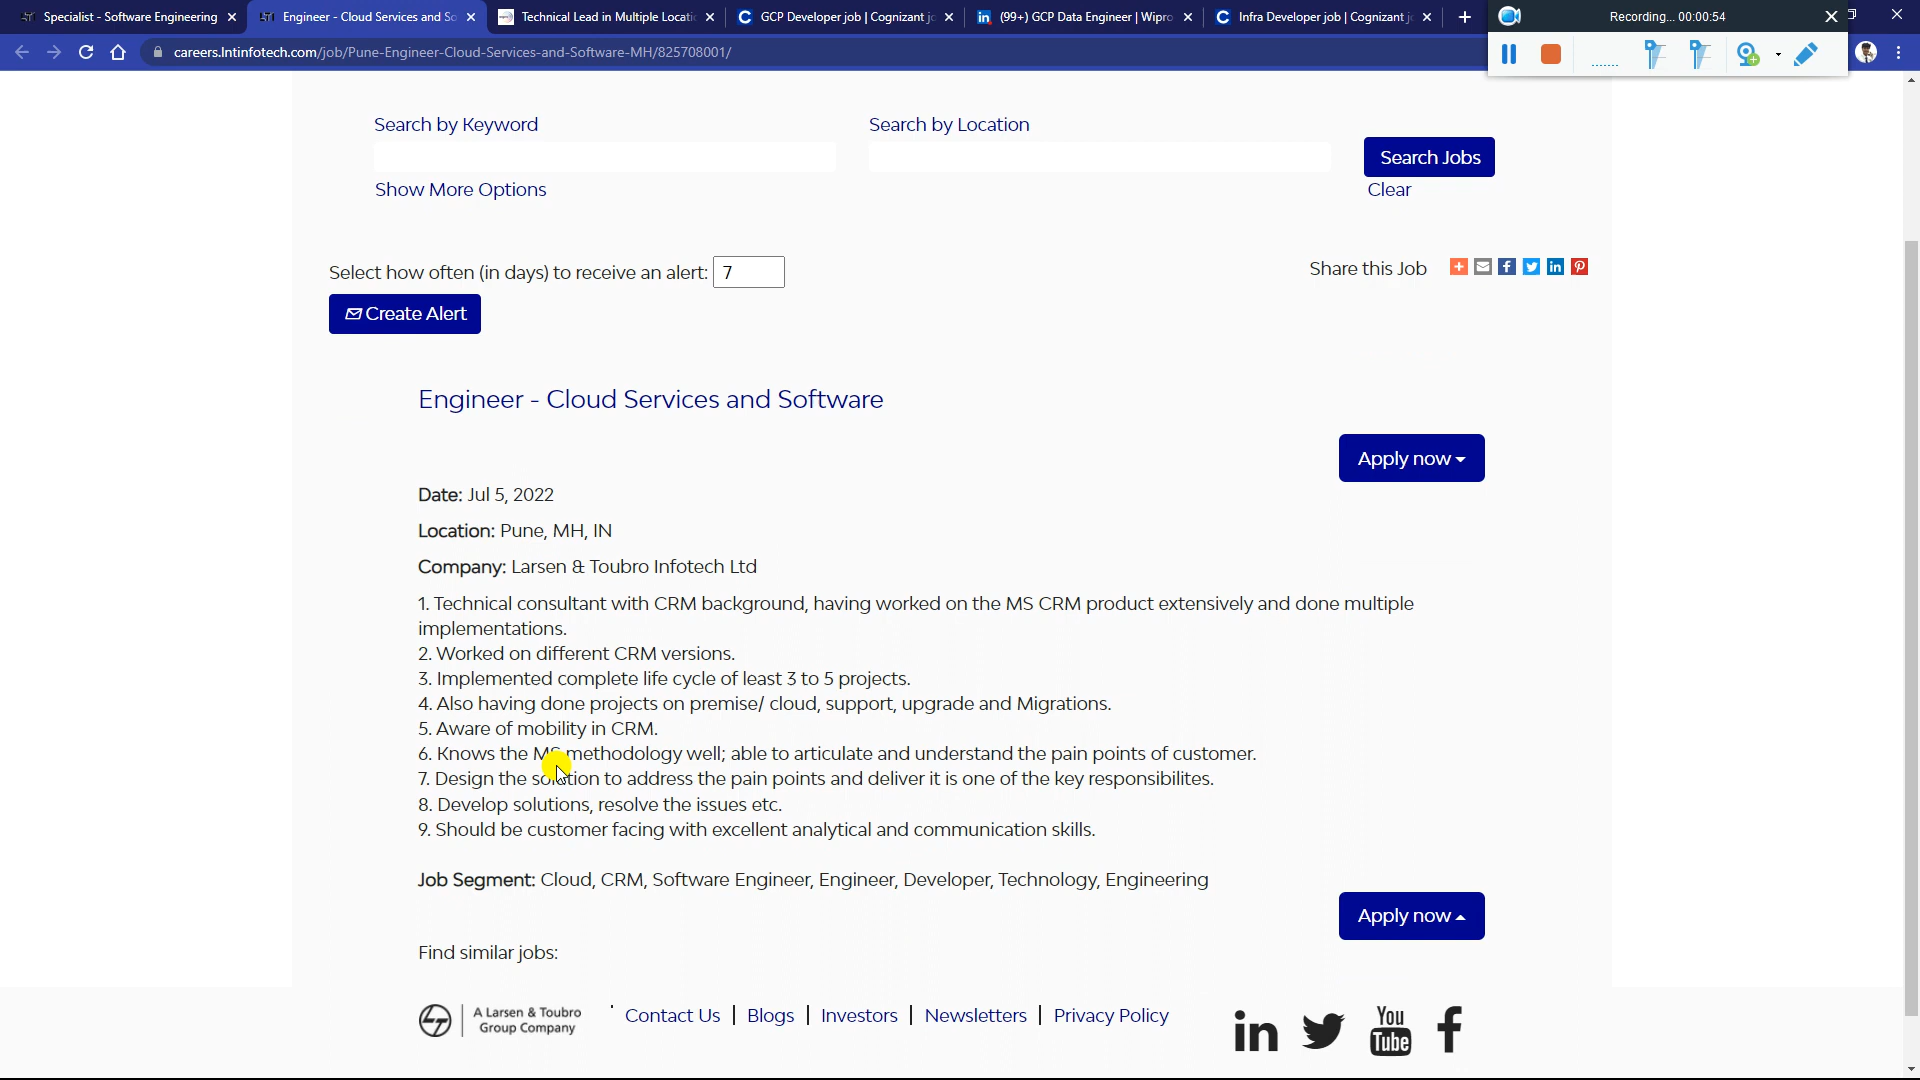 Specialist - Software Engineering
Engineer - Cloud Services and So
Technical Lead in Multiple Locati
GCP Developer job | Cognizant jo
(99+) GCP Data Engineer | Wipro
Infra Developer job | Cognizant jo
Recording... 00:00:54
careers.lntinfotech.com/job/Pune-Engineer-Cloud-Services-and-Software-MH/825708001/
Search by Keyword
Search by Location
Search Jobs
Show More Options
Clear
Select how often (in days) to receive an alert: 7
Share this Job
Create Alert
Engineer - Cloud Services and Software
Apply now
Date: Jul 5, 2022
Location: Pune, MH, IN
Company: Larsen & Toubro Infotech Ltd
1. Technical consultant with CRM background, having worked on the MS CRM product extensively and done multiple
implementations.
2. Worked on different CRM versions.
3. Implemented complete life cycle of least 3 to 5 projects.
4. Also having done projects on premise/ cloud, support, upgrade and Migrations.
5. Aware of mobility in CRM.
6. Knows the MS methodology well; able to articulate and understand the pain points of customer.
7. Design the solution to address the pain points and deliver it is one of the key responsibilites.
8. Develop solutions, resolve the issues etc.
9. Should be customer facing with excellent analytical and communication skills.
Job Segment: Cloud, CRM, Software Engineer, Engineer, Developer, Technology, Engineering
Apply now
Find similar jobs:
A Larsen & Toubro
Group Company
Contact Us | Blogs | Investors | Newsletters | Privacy Policy
in
You
Tube